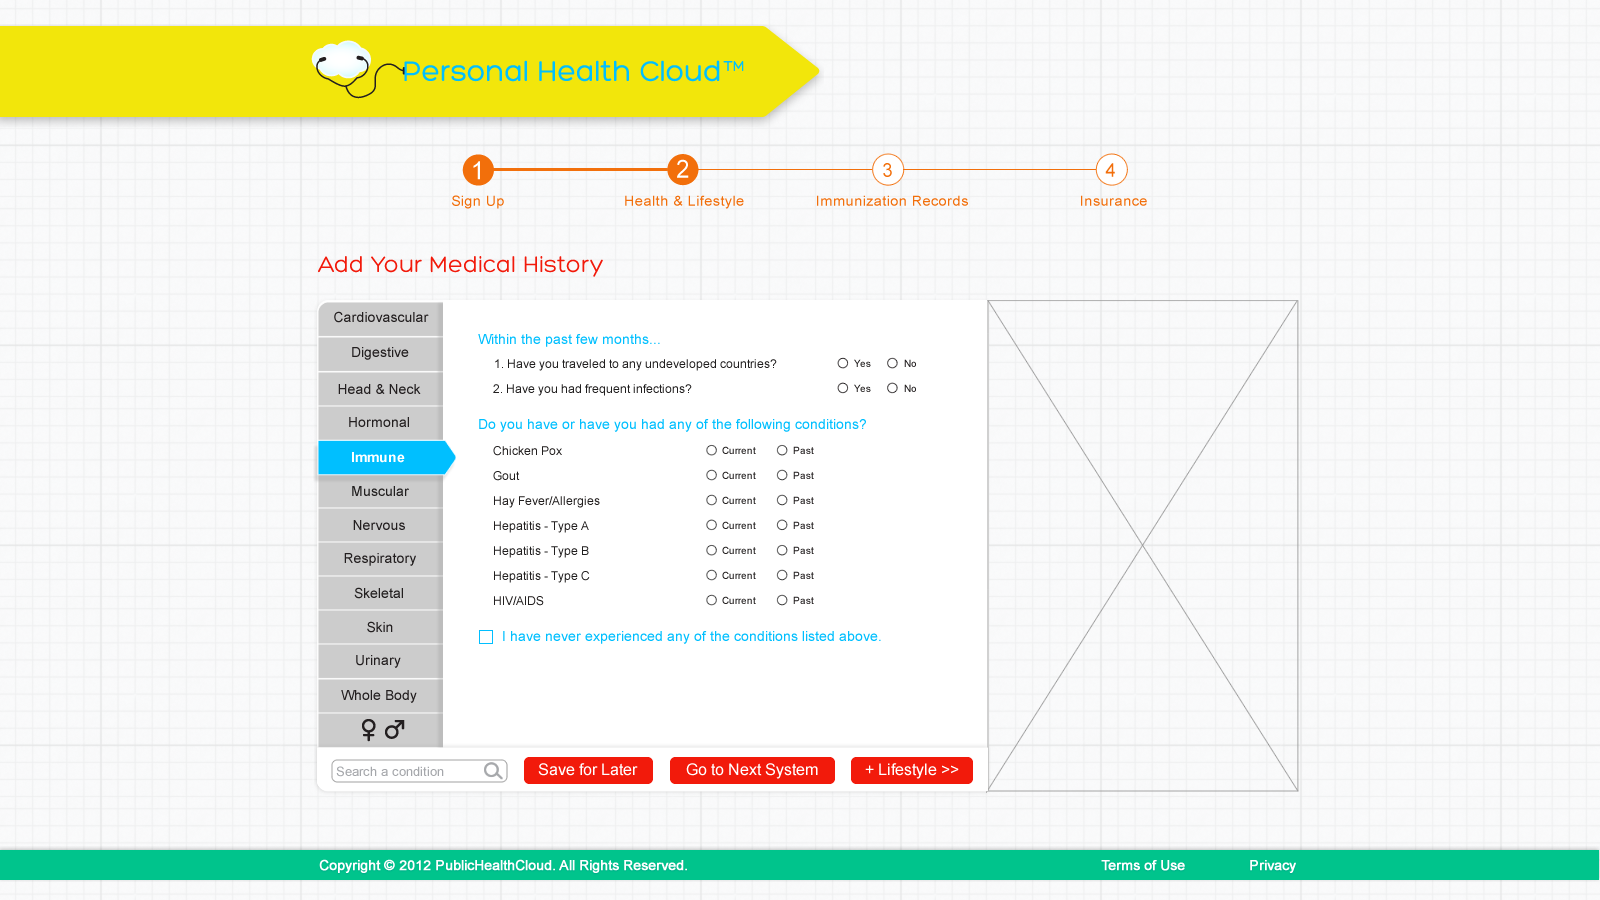 Personal Health Cloud™
1 2 3 4
Sign Up Health & Lifestyle Immunization Records Insurance
Add Your Medical History
Cardiovascular
Digestive
Head & Neck
Hormonal
Immune
Muscular
Nervous
Respiratory
Skeletal
Skin
Urinary
Whole Body
♀ ♂
Within the past few months...
1. Have you traveled to any undeveloped countries? Yes No
2. Have you had frequent infections? Yes No
Do you have or have you had any of the following conditions?
Chicken Pox Current Past
Gout Current Past
Hay Fever/Allergies Current Past
Hepatitis - Type A Current Past
Hepatitis - Type B Current Past
Hepatitis - Type C Current Past
HIV/AIDS Current Past
I have never experienced any of the conditions listed above.
Search a condition Save for Later Go to Next System + Lifestyle >>
Copyright © 2012 PublicHealthCloud. All Rights Reserved. Terms of Use Privacy